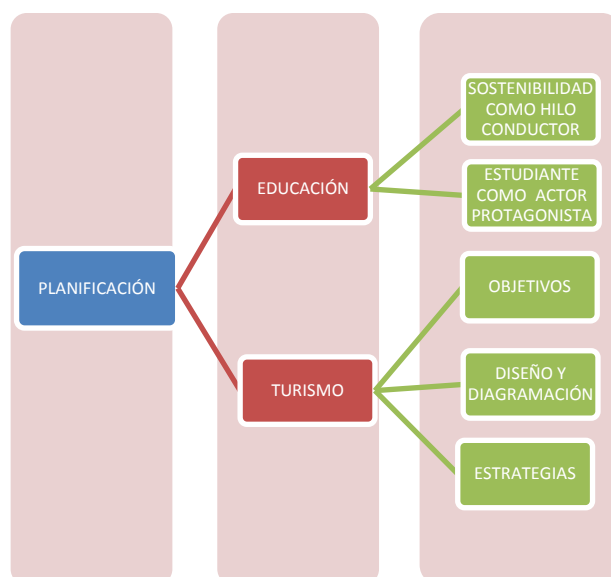 PLANIFICACIÓN
EDUCACIÓN
TURISMO
SOSTENIBILIDAD
COMO HILO
CONDUCTOR
ESTUDIANTE
COMO ACTOR
PROTAGONISTA
OBJETIVOS
DISEÑO Y
DIAGRAMACIÓN
ESTRATEGIAS